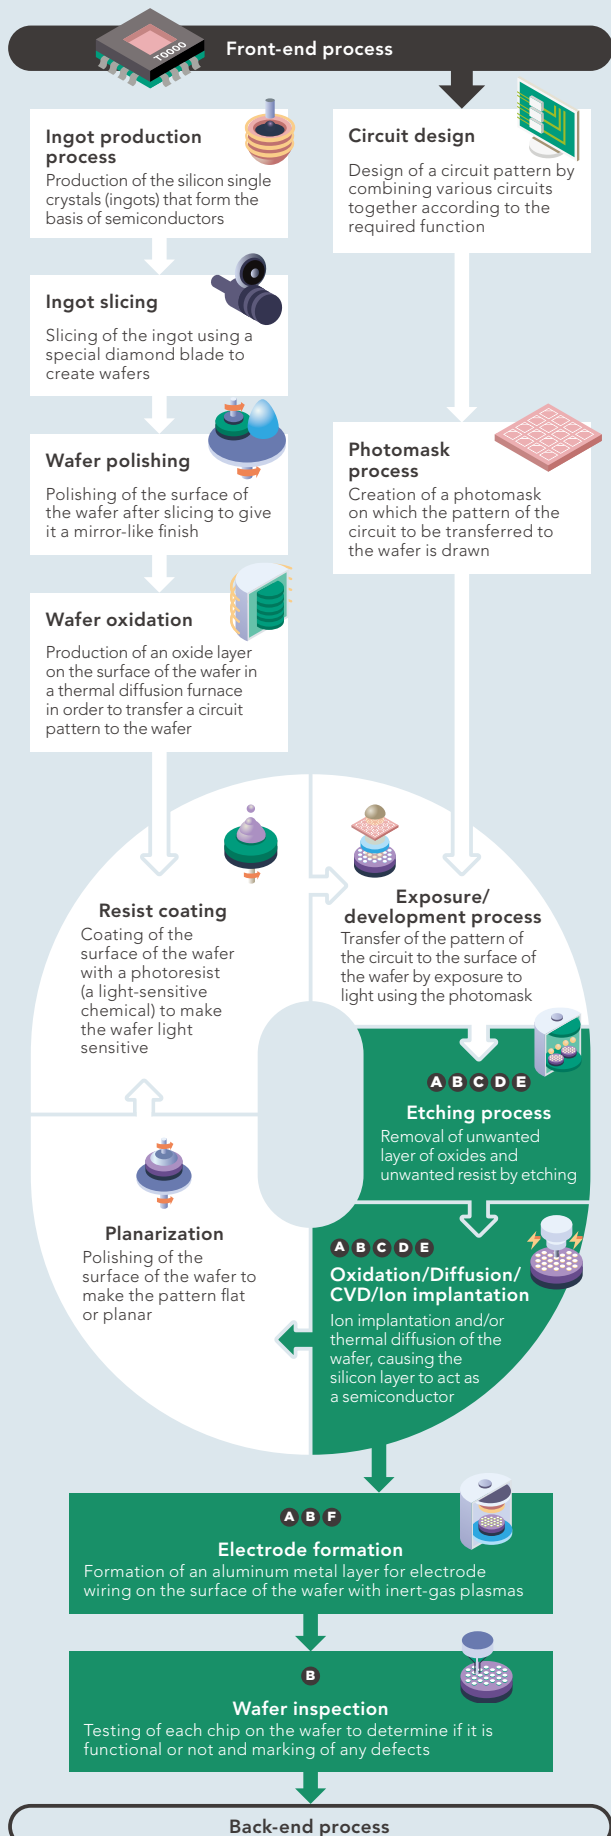 T0000
Front-end process
Ingot production
process
Production of the silicon single
crystals (ingots) that form the
basis of semiconductors
Ingot slicing
Slicing of the ingot using a
special diamond blade to
create wafers
Wafer polishing
Polishing of the surface of
the wafer after slicing to give
it a mirror-like finish
Wafer oxidation
Production of an oxide layer
on the surface of the wafer in
a thermal diffusion furnace
in order to transfer a circuit
pattern to the wafer
Circuit design
Design of a circuit pattern by
combining various circuits
together according to the
required function
Photomask
process
Creation of a photomask
on which the pattern of the
circuit to be transferred to
the wafer is drawn
Resist coating
Coating of the
surface of the wafer
with a photoresist
(a light-sensitive
chemical) to make
the wafer light
sensitive
Exposure/
development process
Transfer of the pattern of
the circuit to the surface of
the wafer by exposure to
light using the photomask
A B C D E
Etching process
Removal of unwanted
layer of oxides and
unwanted resist by etching
A B C D E
Oxidation/Diffusion/
CVD/Ion implantation
Ion implantation and/or
thermal diffusion of the
wafer, causing the
silicon layer to act as
a semiconductor
Planarization
Polishing of the
surface of the wafer to
make the pattern flat
or planar
A B F
Electrode formation
Formation of an aluminum metal layer for electrode
wiring on the surface of the wafer with inert-gas plasmas
B
Wafer inspection
Testing of each chip on the wafer to determine if it is
functional or not and marking of any defects
Back-end process